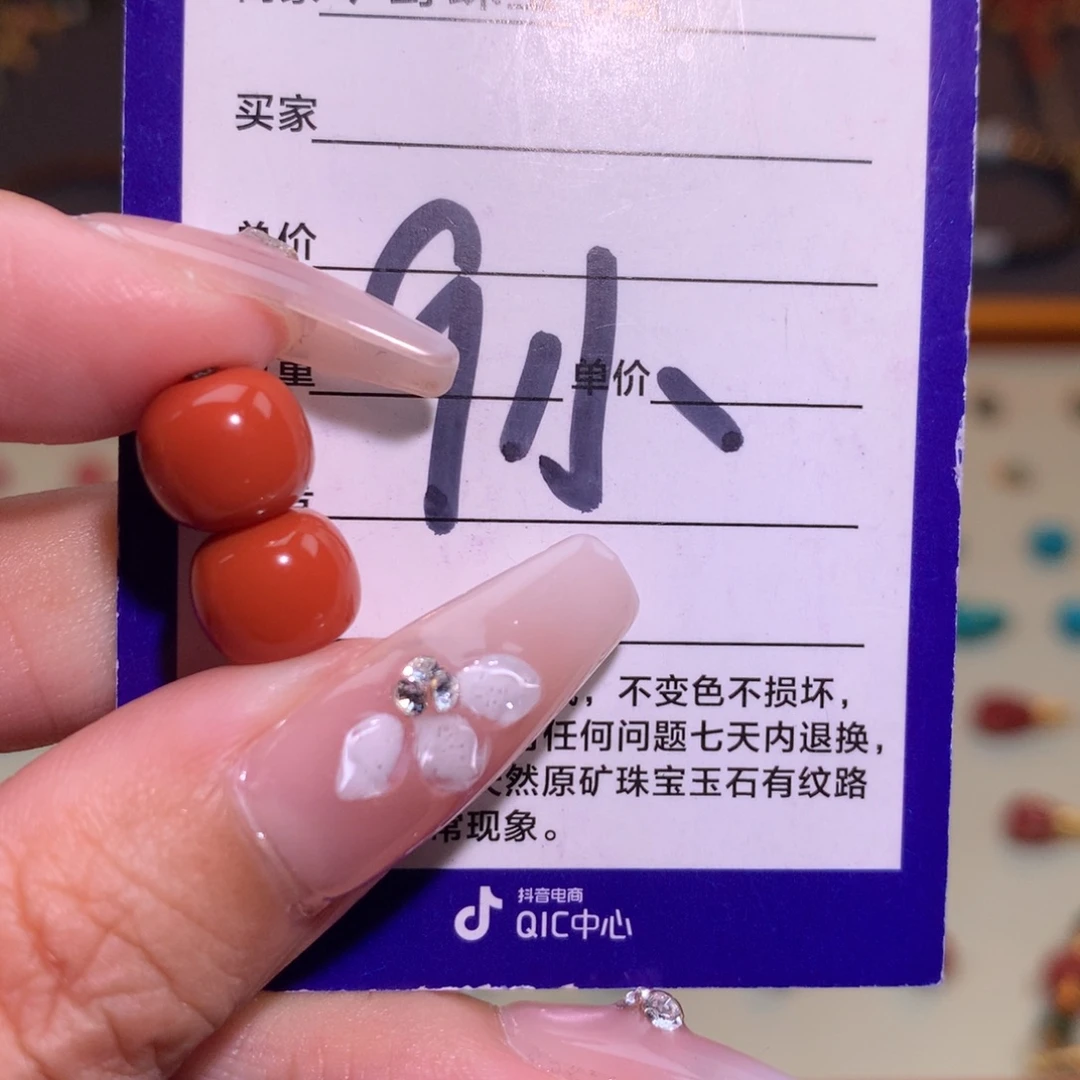 买家
单价
9小
重 单价
，不变色不损坏，
任何问题七天内退换，
然原矿珠宝玉石有纹路
常现象。
抖音电商
QIC中心